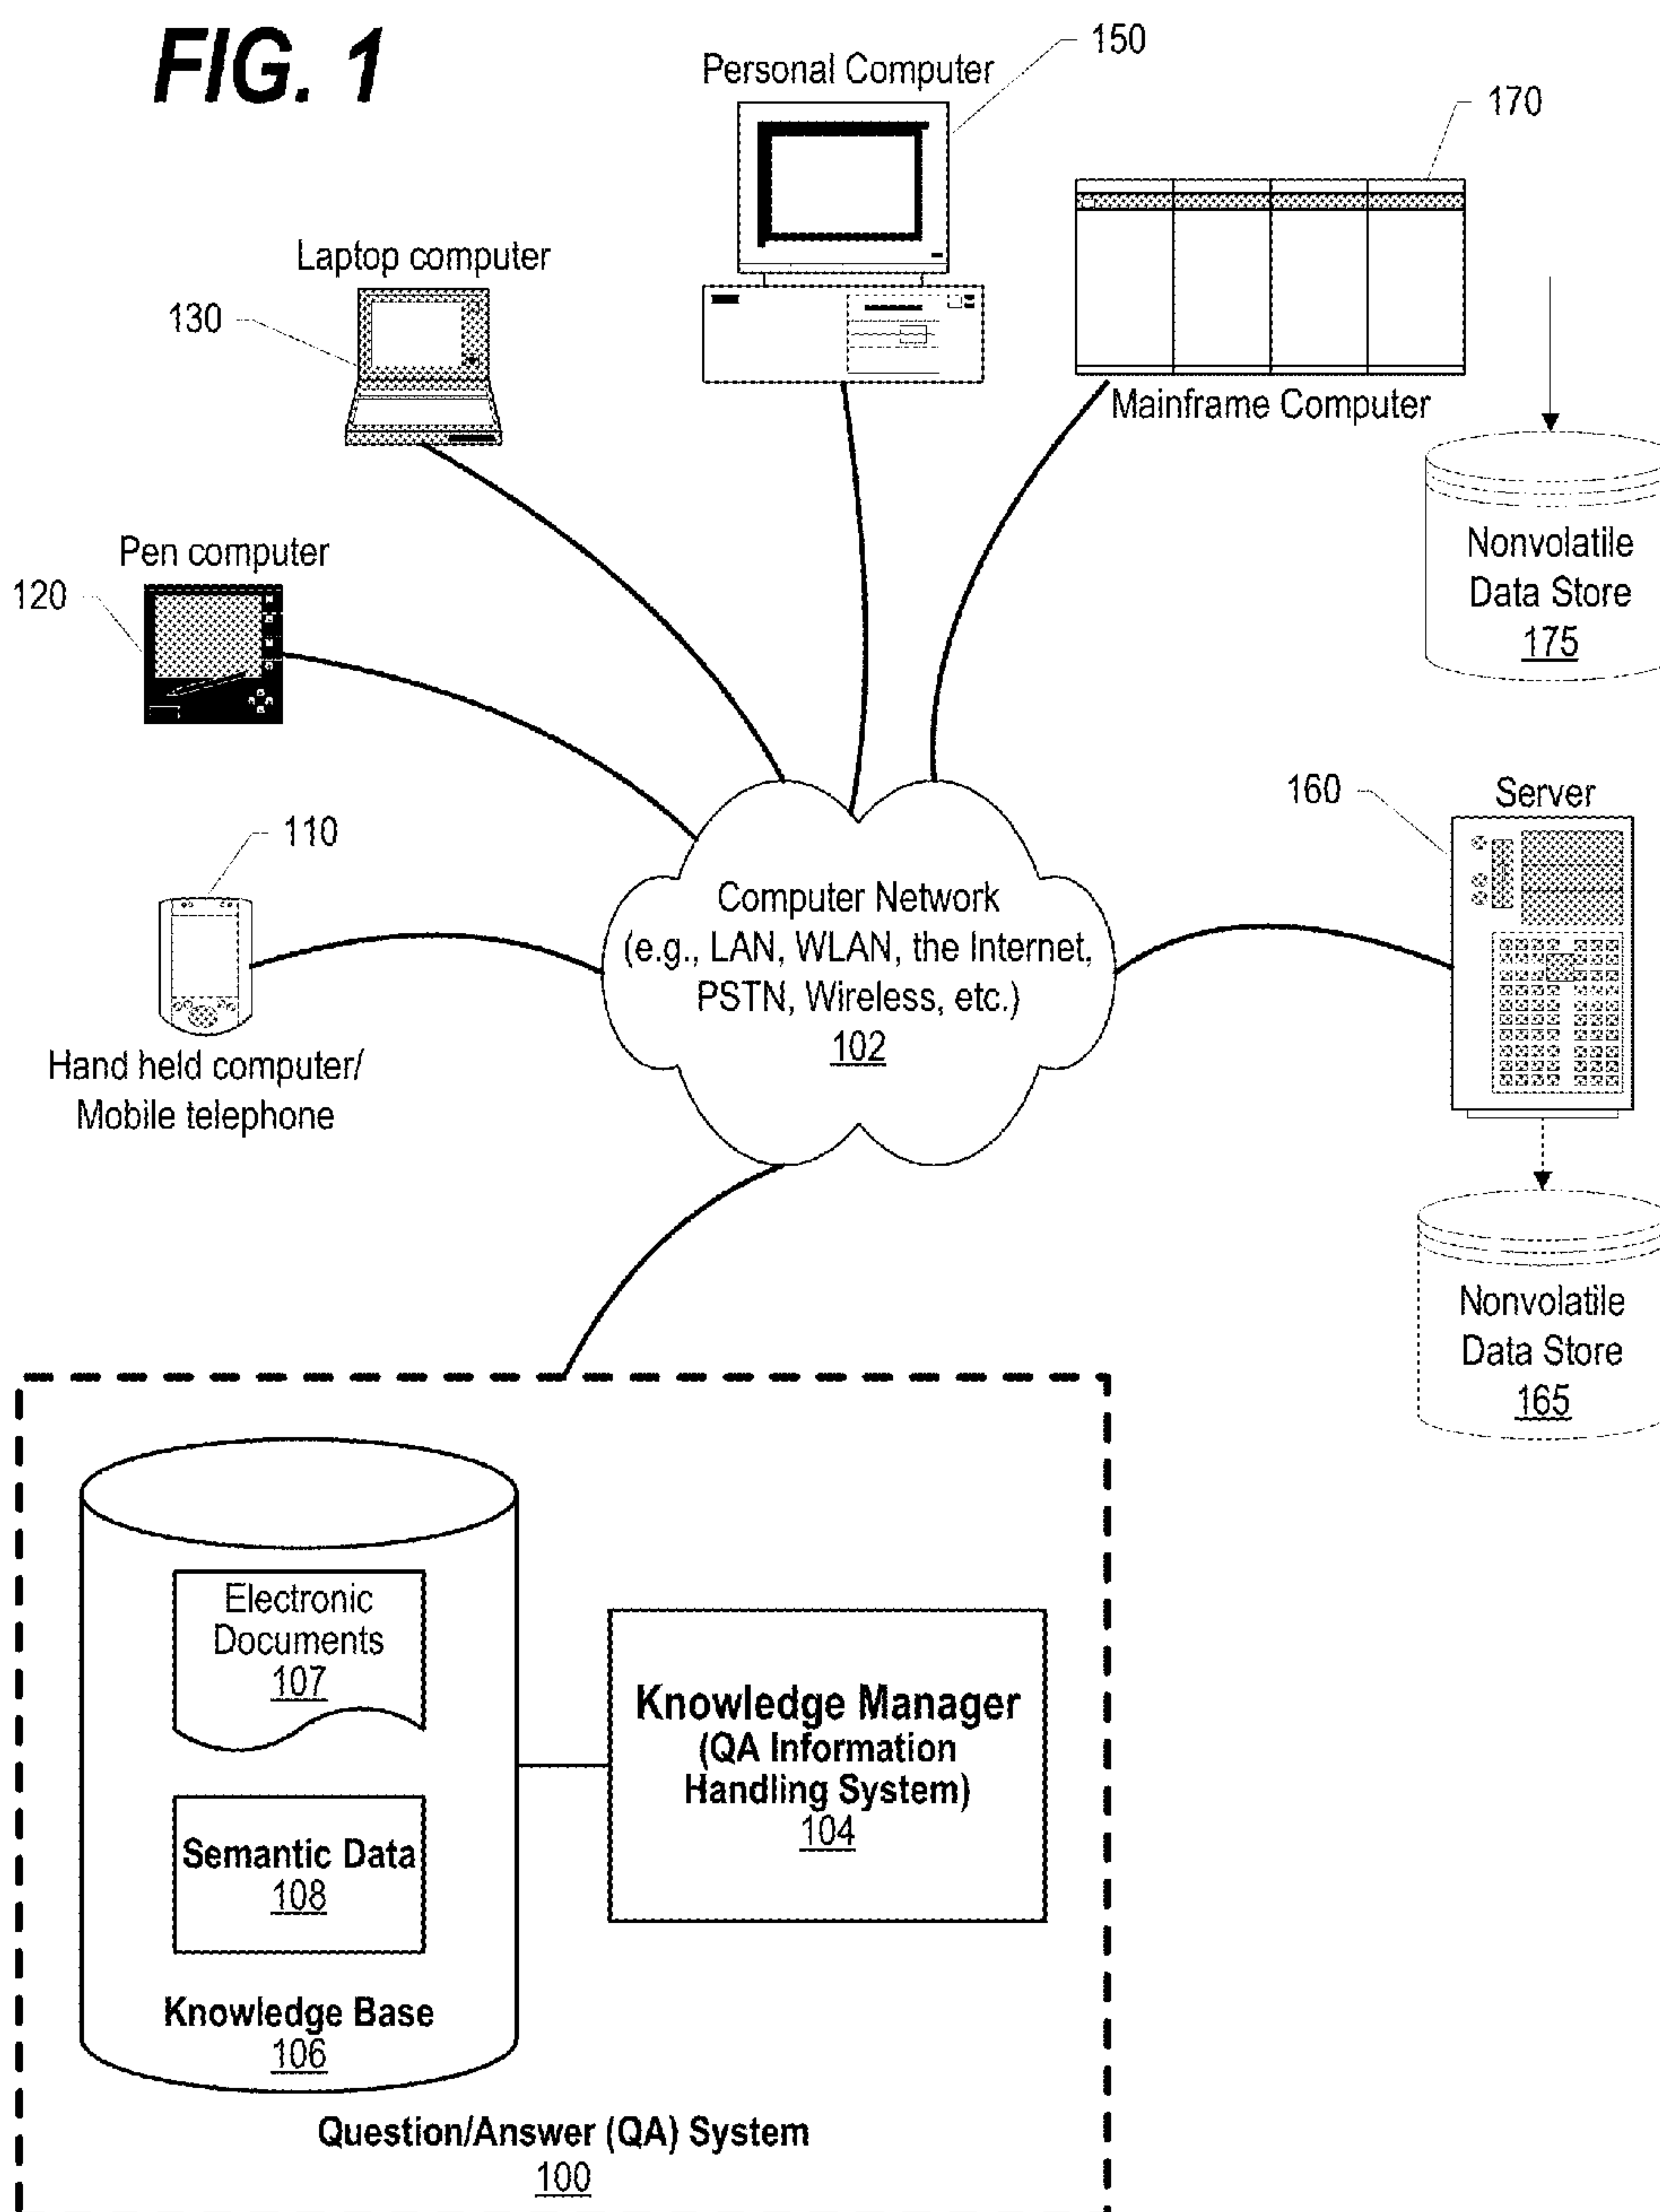 FIG. 1
Personal Computer
150
170
Laptop computer
130
Mainframe Computer
Nonvolatile
Data Store
175
Pen computer
120
160
Server
110
Computer Network
(e.g., LAN, WLAN, the Internet,
PSTN, Wireless, etc.)
102
Hand held computer/
Mobile telephone
Nonvolatile
Data Store
165
Electronic
Documents
107
Knowledge Manager
(QA Information
Handling System)
104
Semantic Data
108
Knowledge Base
106
Question/Answer (QA) System
100